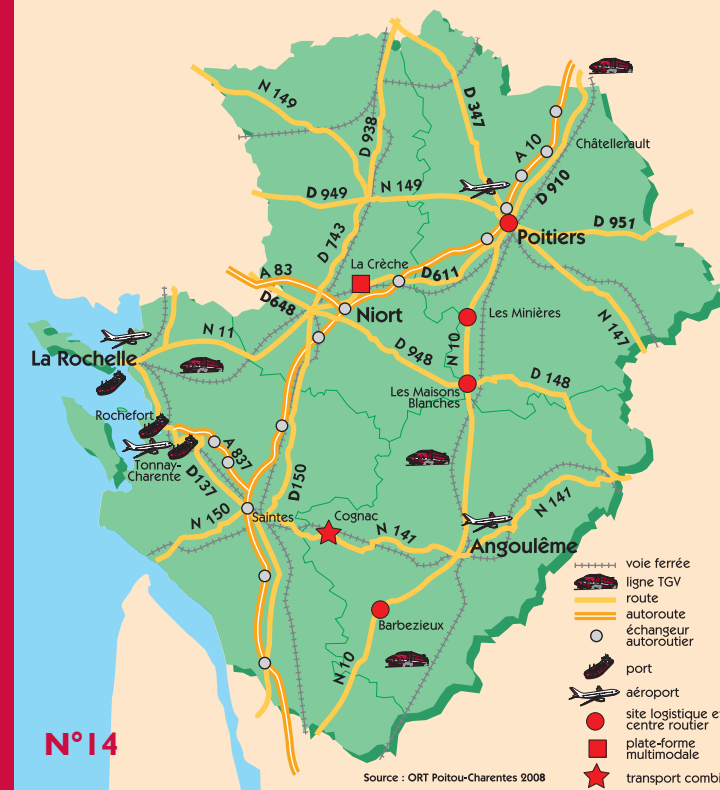 N 149
D 938
D 347
A 10
Châtellerault
D 910
D 949
N 149
D 743
Poitiers
D 951
La Crèche
A 83
D611
D648
Niort
N 147
Les Minières
N 11
La Rochelle
D 948
N 10
D 148
Les Maisons
Blanches
Rochefort
A 837
Tonnay-
Charente
D137
D150
N 150
Saintes
Cognac
N 141
N 141
Angoulême
Barbezieux
N 10
voie ferrée
ligne TGV
route
autoroute
échangeur
autoroutier
port
aéroport
site logistique e
centre routier
plate-forme
multimodale
transport combi
N°14
Source : ORT Poitou-Charentes 2008